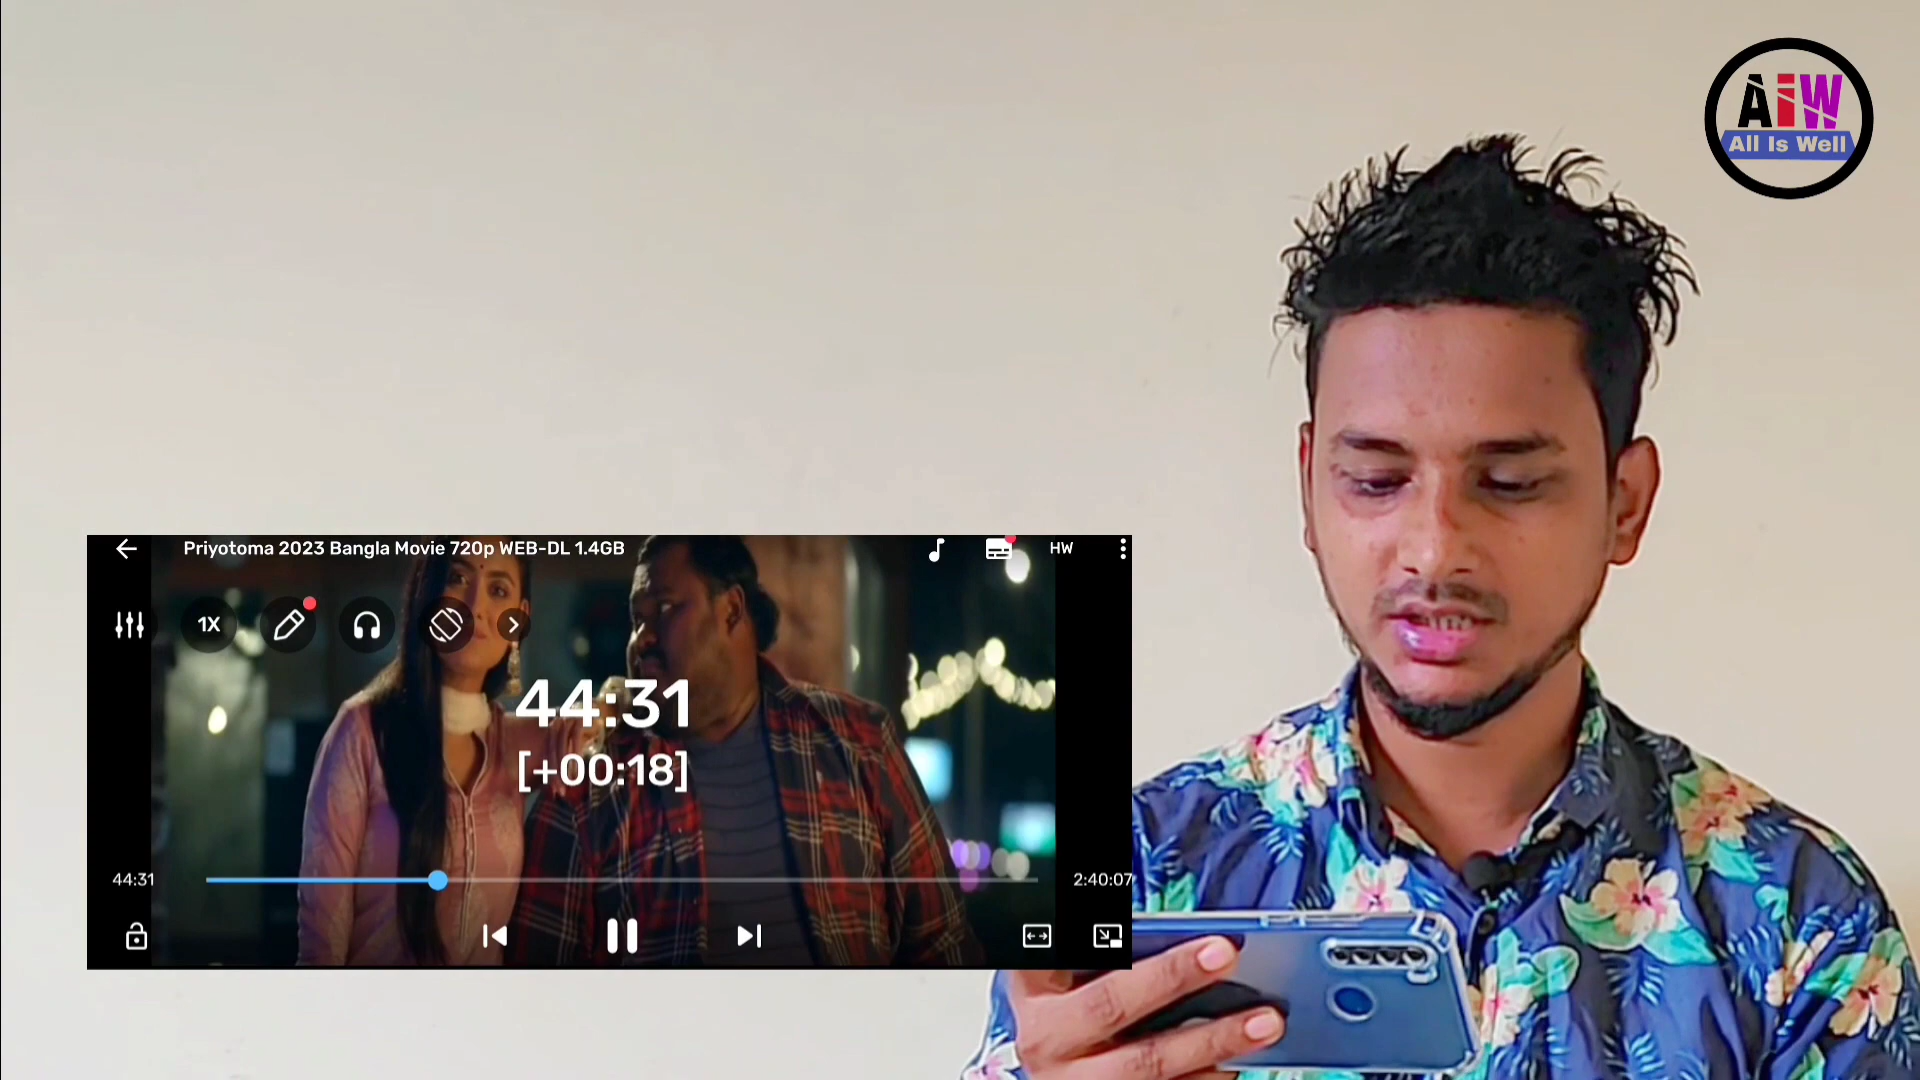 AiW
All Is Well
Priyotoma 2023 Bangla Movie 720p WEB-DL 1.4GB
HW
1X
44:31
[+00:18]
44:31
2:40:07